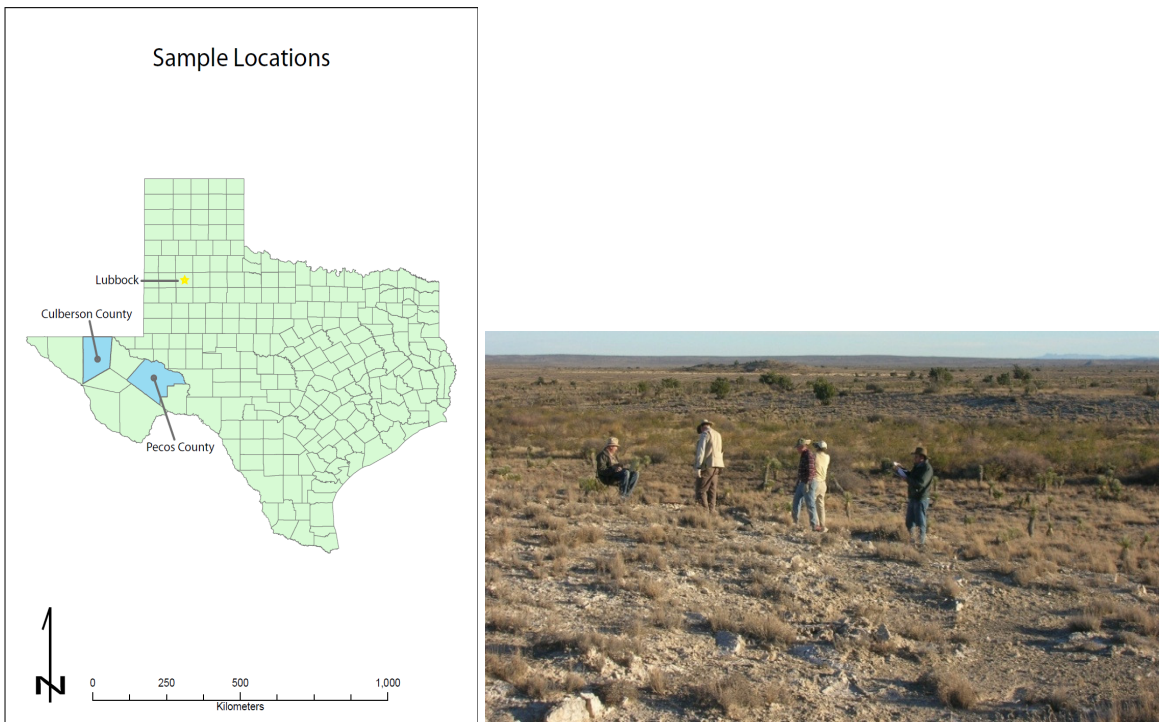 Sample Locations
Lubbock
Culberson County
Pecos County
N
0 250 500 1,000
Kilometers